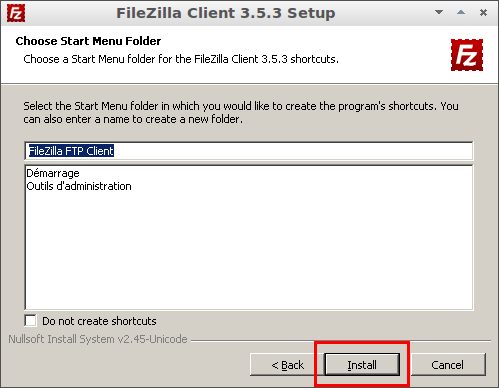 FileZilla Client 3.5.3 Setup
Choose Start Menu Folder
Choose a Start Menu folder for the FileZilla Client 3.5.3 shortcuts.
Fz
Select the Start Menu folder in which you would like to create the program's shortcuts. You
can also enter a name to create a new folder.
FileZilla FTP Client
Démarrage
Outils d'administration
Do not create shortcuts
Nullsoft Install System v2.45-Unicode
< Back
Install
Cancel